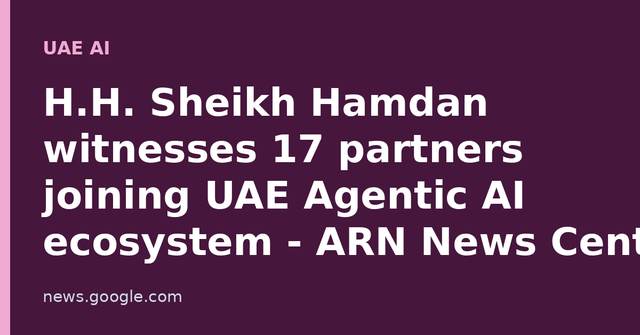 UAE AI
H.H. Sheikh Hamdan
witnesses 17 partners
joining UAE Agentic AI
ecosystem - ARN News Cent
news.google.com